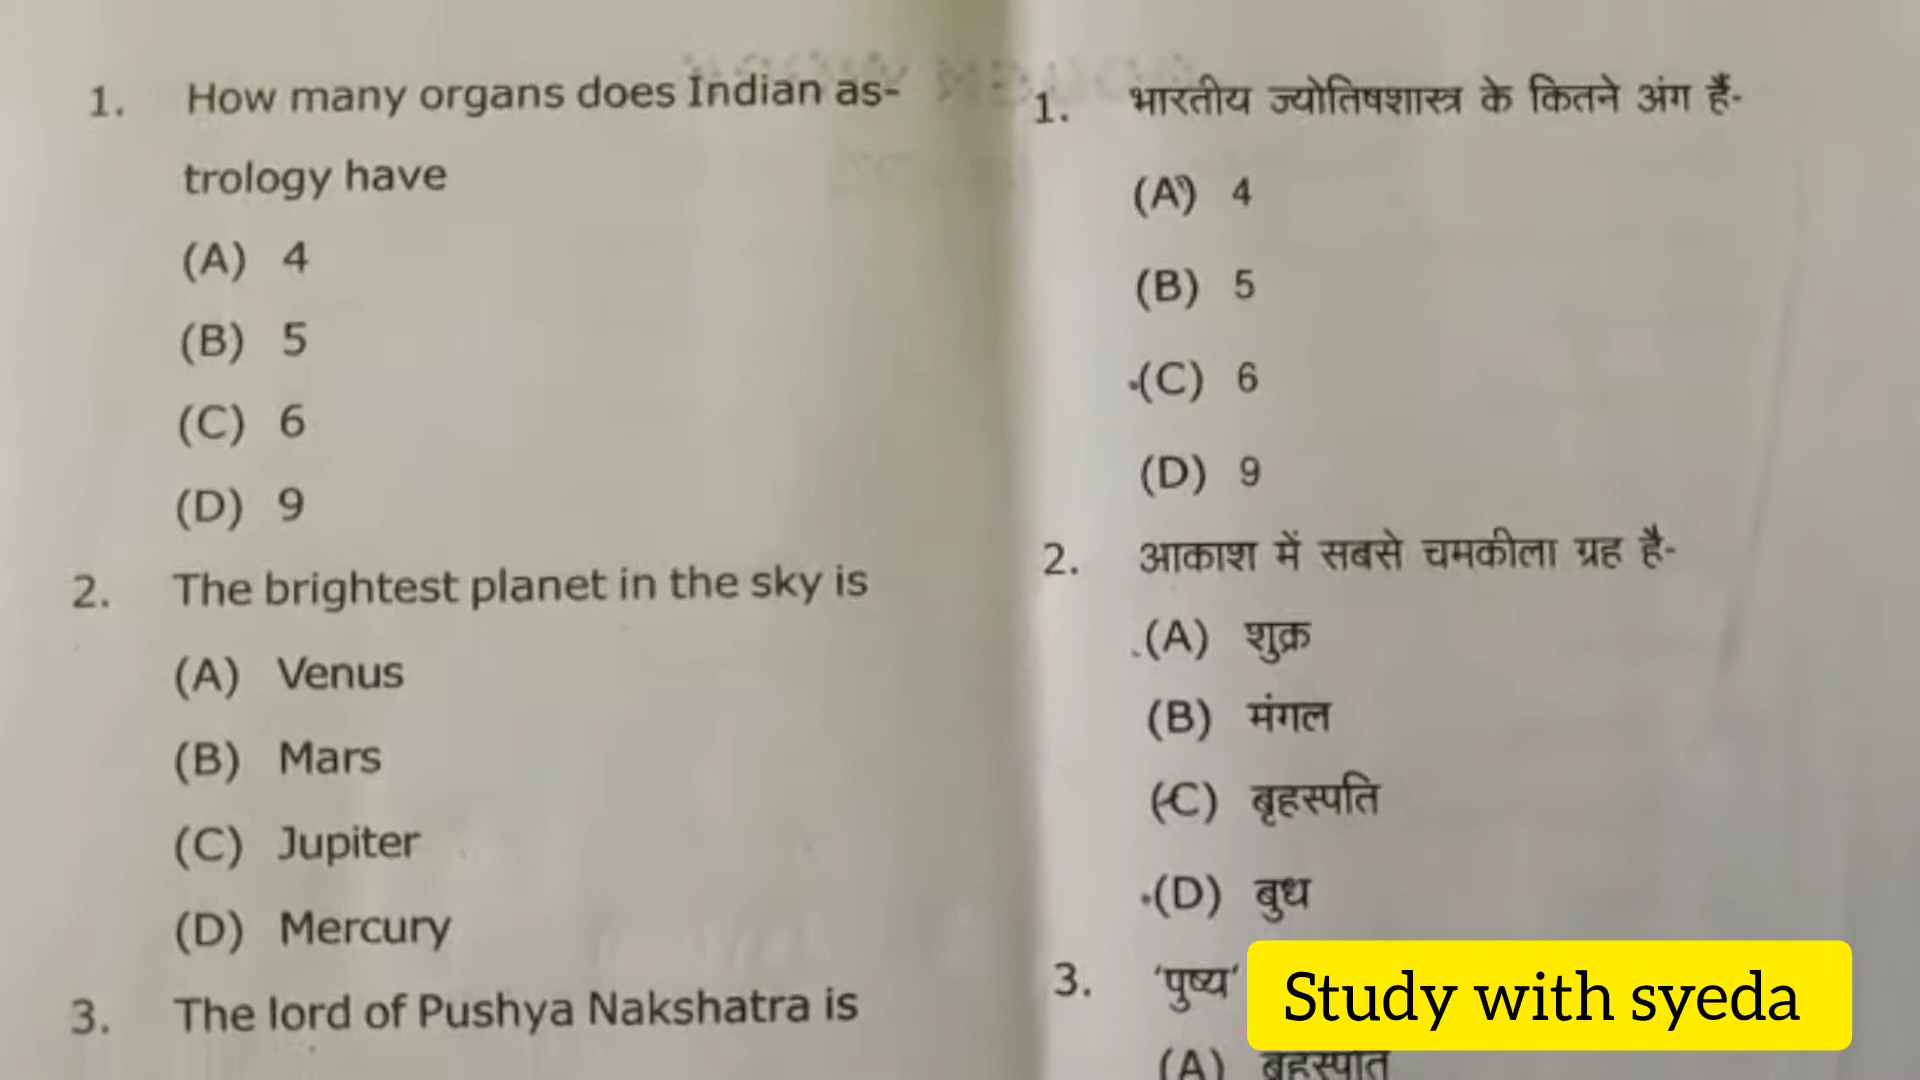 1. How many organs does Indian as-
trology have
(A) 4
(B) 5
(C) 6
(D) 9
2. The brightest planet in the sky is
(A) Venus
(B) Mars
(C) Jupiter
(D) Mercury
3. The lord of Pushya Nakshatra is
1. भारतीय ज्योतिषशास्त्र के कितने अंग हैं-
(A) 4
(B) 5
(C) 6
(D) 9
2. आकाश में सबसे चमकीला ग्रह है-
(A) शुक्र
(B) मंगल
(C) बृहस्पति
(D) बुध
3. 'पुष्य'
(A) बृहस्पति
Study with syeda